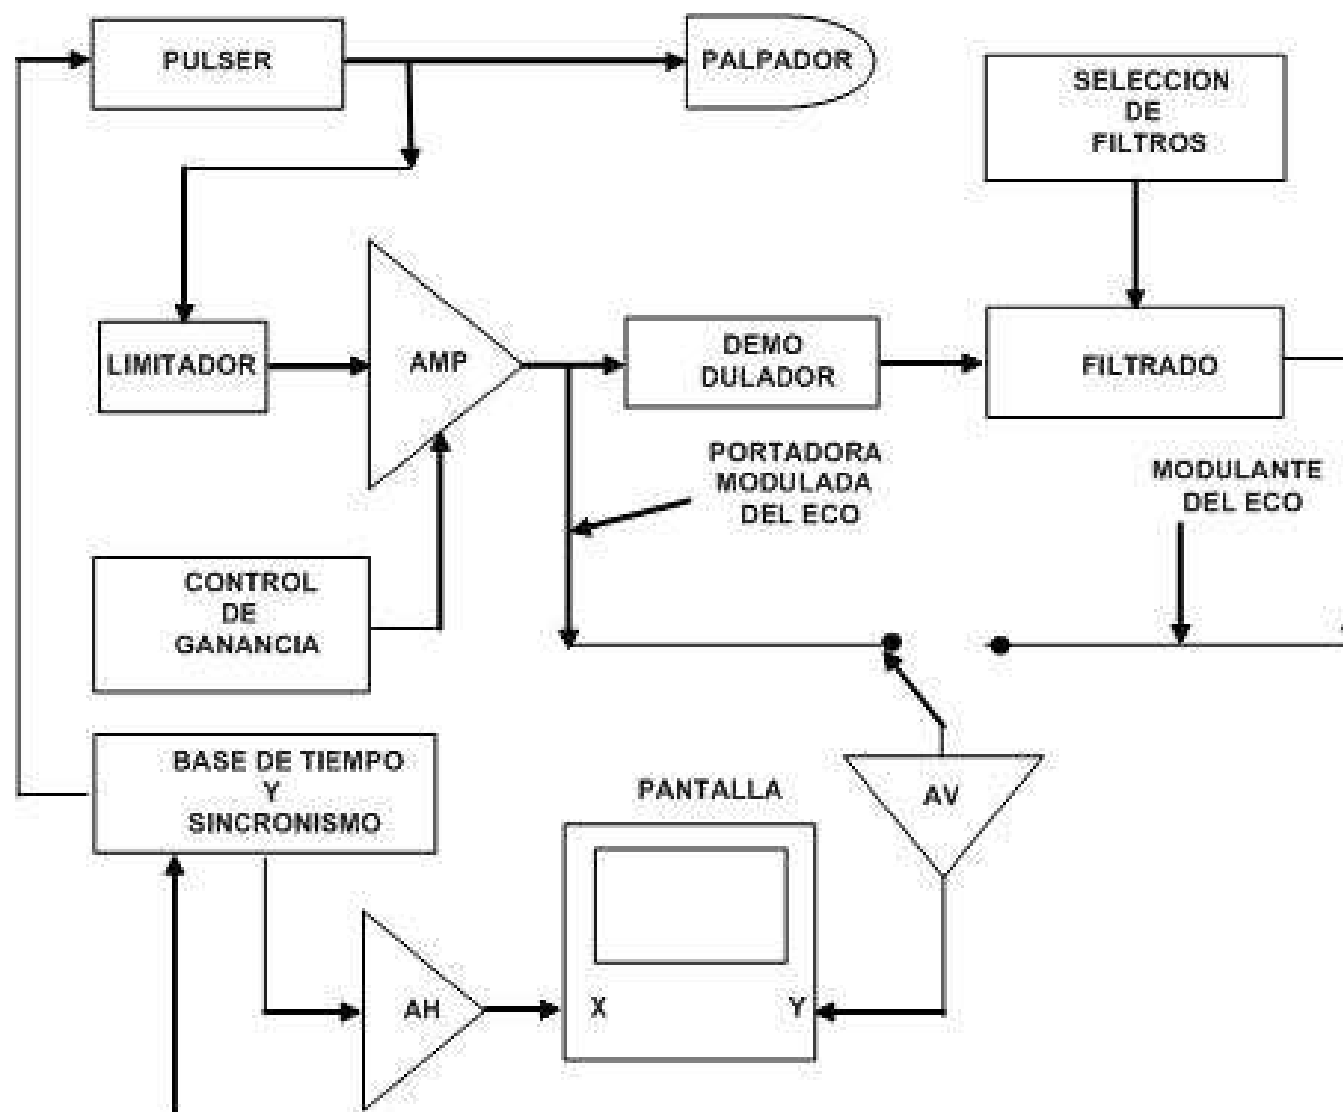 PULSER
PALPADOR
SELECCION
DE
FILTROS
LIMITADOR
AMP
DEMO
DULADOR
FILTRADO
PORTADORA
MODULADA
DEL ECO
MODULANTE
DEL ECO
CONTROL
DE
GANANCIA
BASE DE TIEMPO
Y
SINCRONISMO
PANTALLA
AV
AH
X
Y